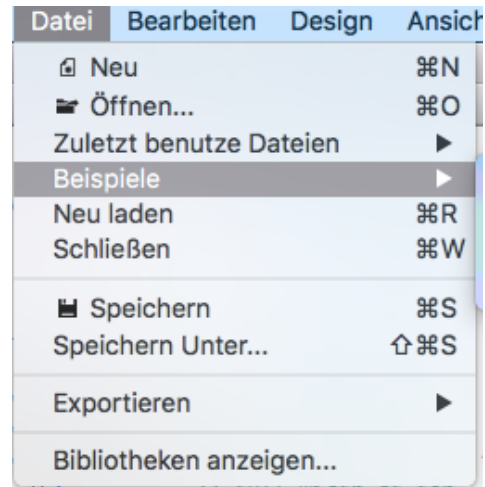 Datei Bearbeiten Design Ansich
Neu ⌘N
Öffnen... ⌘O
Zuletzt benutze Dateien ▶
Beispiele ▶
Neu laden ⌘R
Schließen ⌘W
Speichern ⌘S
Speichern Unter... ⇧⌘S
Exportieren ▶
Bibliotheken anzeigen...